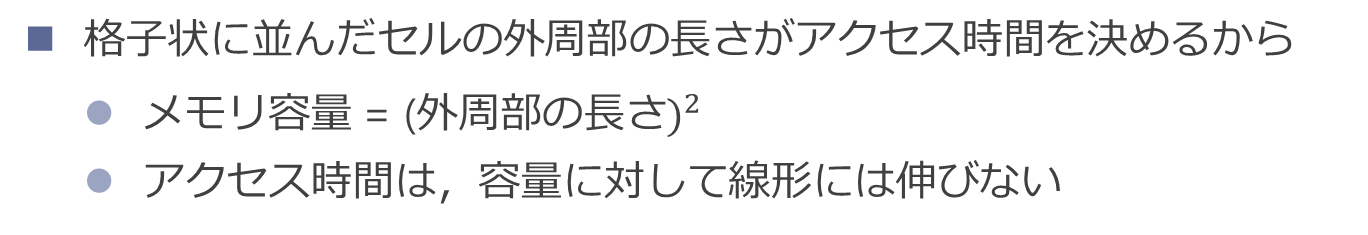 ■ 格子状に並んだセルの外周部の長さがアクセス時間を決めるから
● メモリ容量 = (外周部の長さ)²
● アクセス時間は，容量に対して線形には伸びない